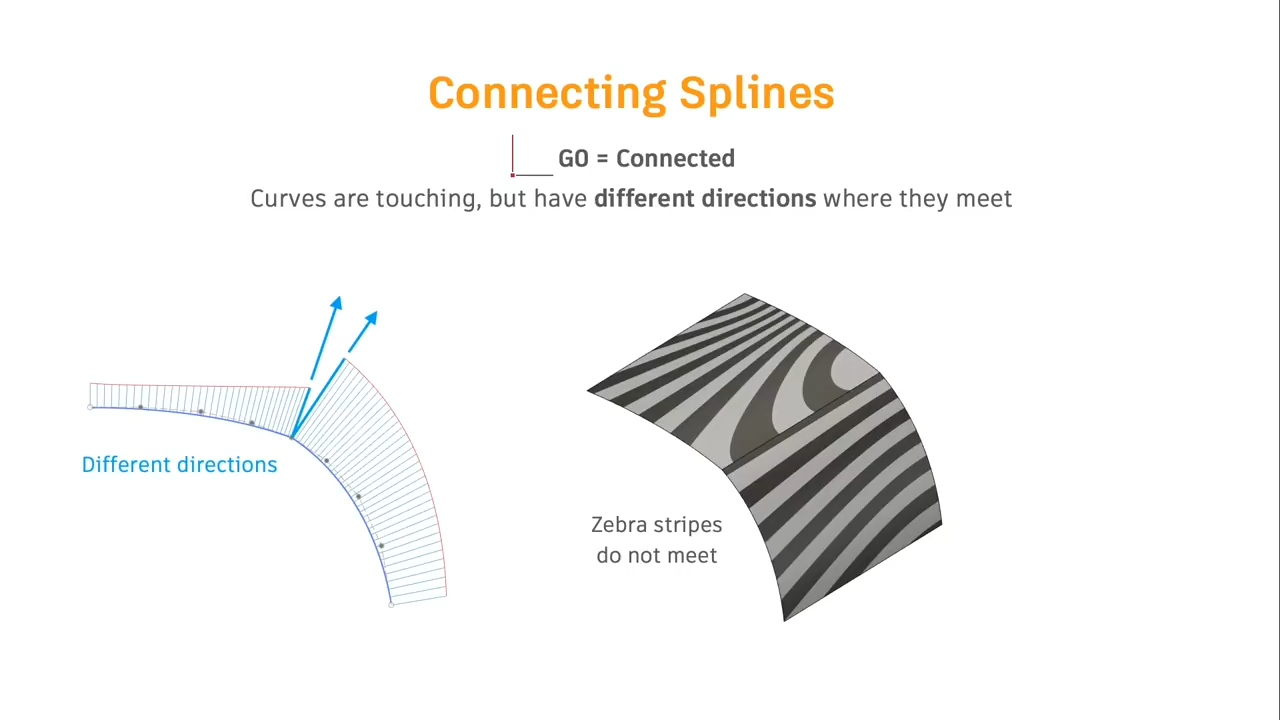 Connecting Splines
G0 = Connected
Curves are touching, but have different directions where they meet
Different directions
Zebra stripes
do not meet